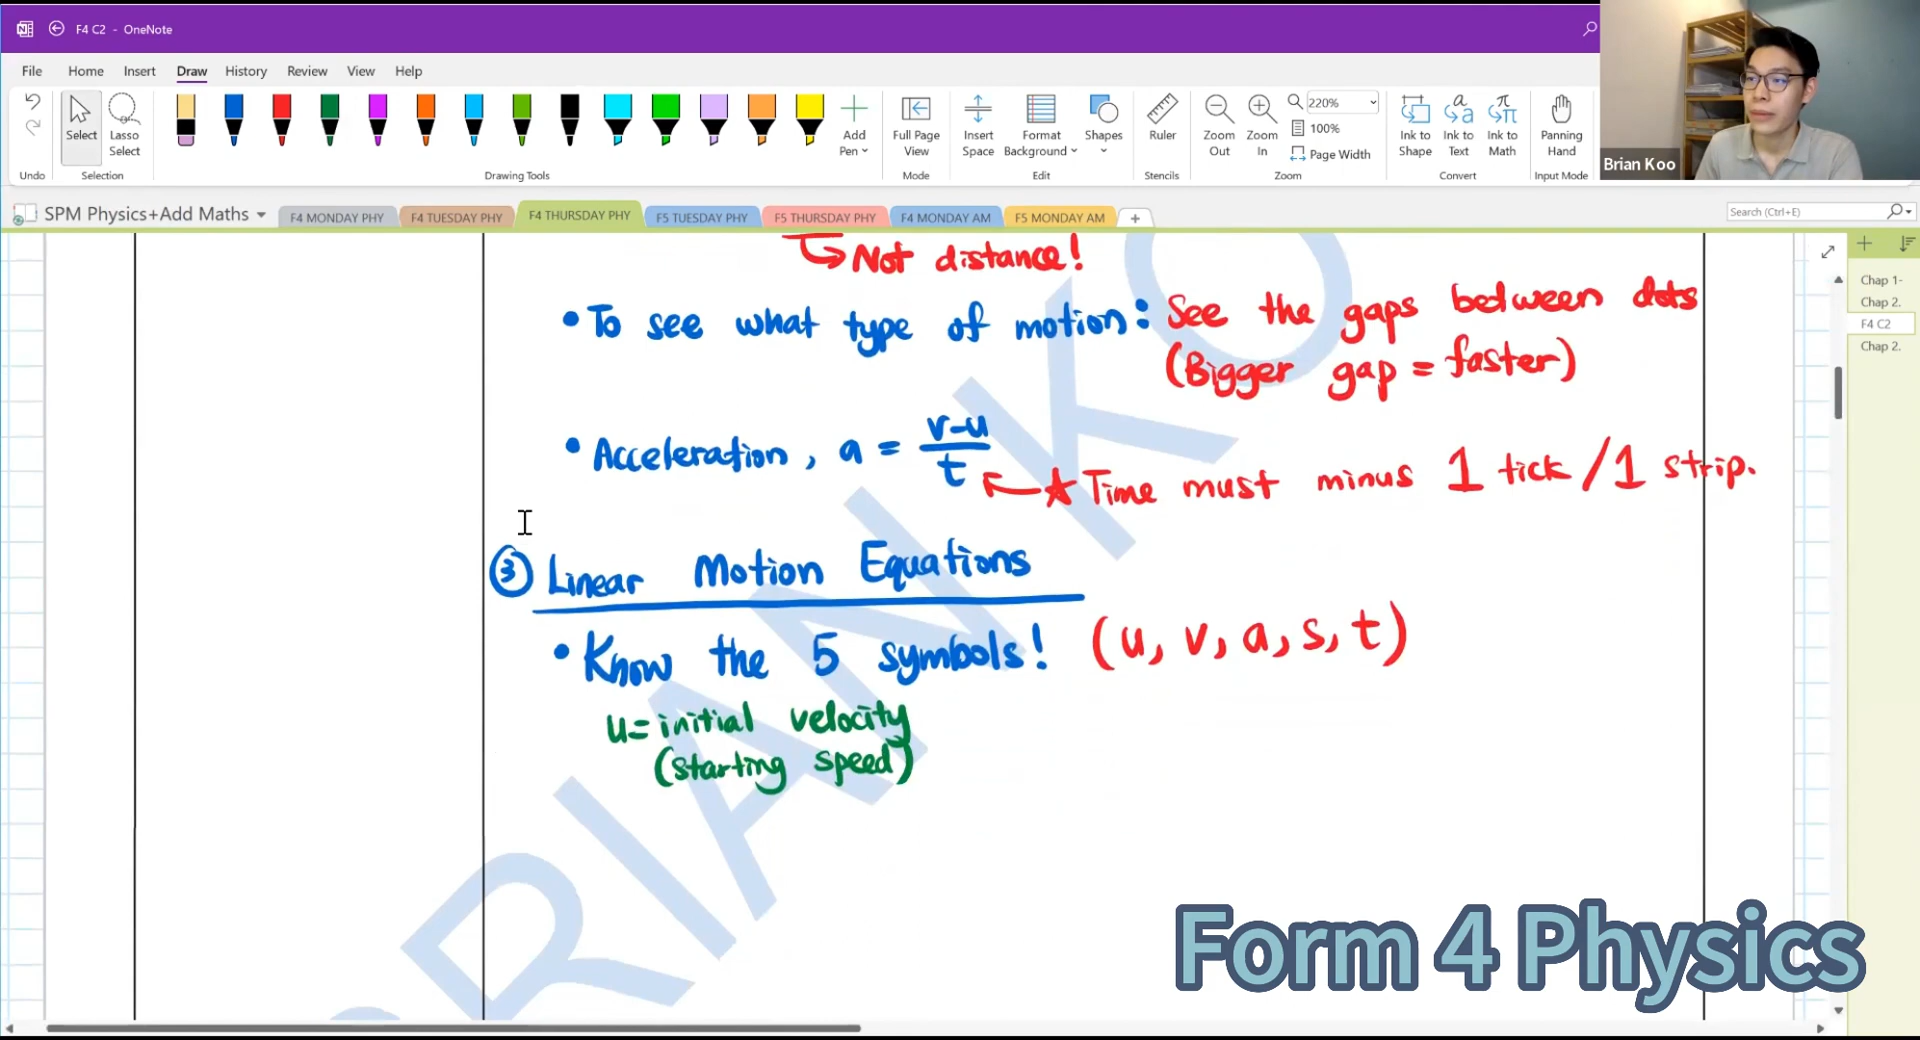 F4 C2 - OneNote
File Home Insert Draw History Review View Help
Undo
Select
Lasso Select
Selection
Drawing Tools
Add Pen
Full Page View
Mode
Insert Space
Format Background
Shapes
Edit
Ruler
Stencils
Zoom Out
Zoom In
220%
100%
Page Width
Zoom
Ink to Shape
Ink to Text
Ink to Math
Convert
Panning Hand
Input Mode
Brian Koo
SPM Physics+Add Maths
F4 MONDAY PHY
F4 TUESDAY PHY
F4 THURSDAY PHY
F5 TUESDAY PHY
F5 THURSDAY PHY
F4 MONDAY AM
F5 MONDAY AM
Search (Ctrl+E)
Chap 1-
Chap 2.
F4 C2
Chap 2.
Not distance!
• To see what type of motion: See the gaps between dots
(Bigger gap = faster)
• Acceleration, a = v-u/t
★ Time must minus 1 tick/1 strip.
③ Linear Motion Equations
• Know the 5 symbols! (u, v, a, s, t)
u = initial velocity
(starting speed)
BRIAN KO
Form 4 Physics